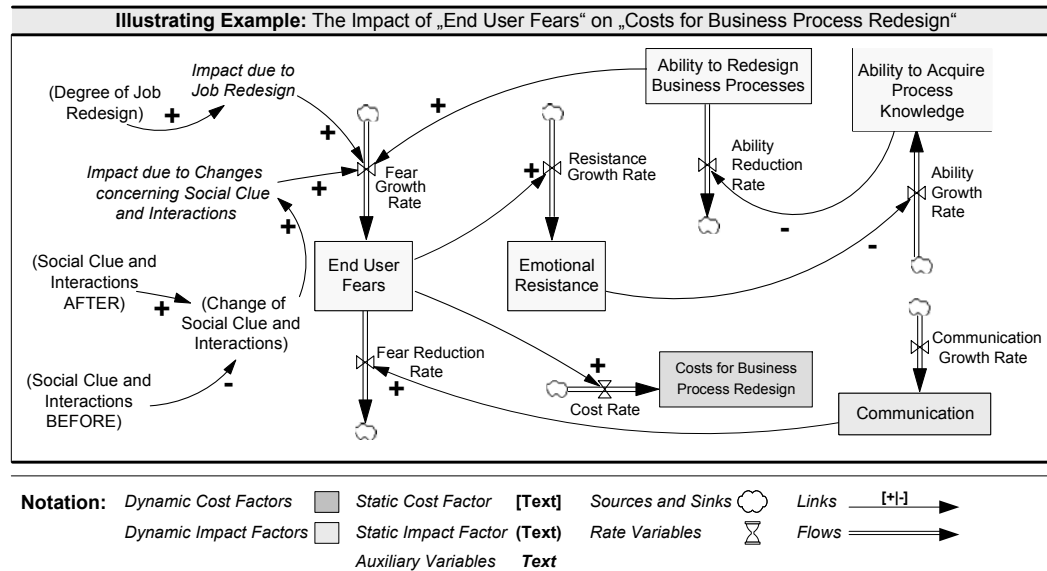 Illustrating Example: The Impact of „End User Fears“ on „Costs for Business Process Redesign“
(Degree of Job
Redesign)
+
Impact due to
Job Redesign
+
+
Ability to Redesign
Business Processes
Ability to Acquire
Process
Knowledge
Impact due to Changes
concerning Social Clue
and Interactions
+
Fear
Growth
Rate
+
Resistance
Growth Rate
Ability
Reduction
Rate
-
Ability
Growth
Rate
-
+
(Social Clue and
Interactions
AFTER)
+
(Change of
Social Clue and
Interactions)
End User
Fears
Emotional
Resistance
(Social Clue and
Interactions
BEFORE)
-
Fear Reduction
Rate
+
+
Cost Rate
Costs for Business
Process Redesign
Communication
Growth Rate
Communication
Notation:
Dynamic Cost Factors
Static Cost Factor
[Text]
Sources and Sinks
Links
[+|-]
Dynamic Impact Factors
Static Impact Factor
(Text)
Rate Variables
Flows
Auxiliary Variables
Text